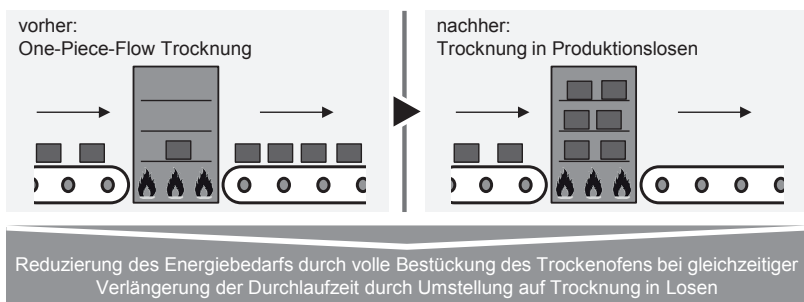 vorher:
One-Piece-Flow Trocknung
nachher:
Trocknung in Produktionslosen
Reduzierung des Energiebedarfs durch volle Bestückung des Trockenofens bei gleichzeitiger
Verlängerung der Durchlaufzeit durch Umstellung auf Trocknung in Losen